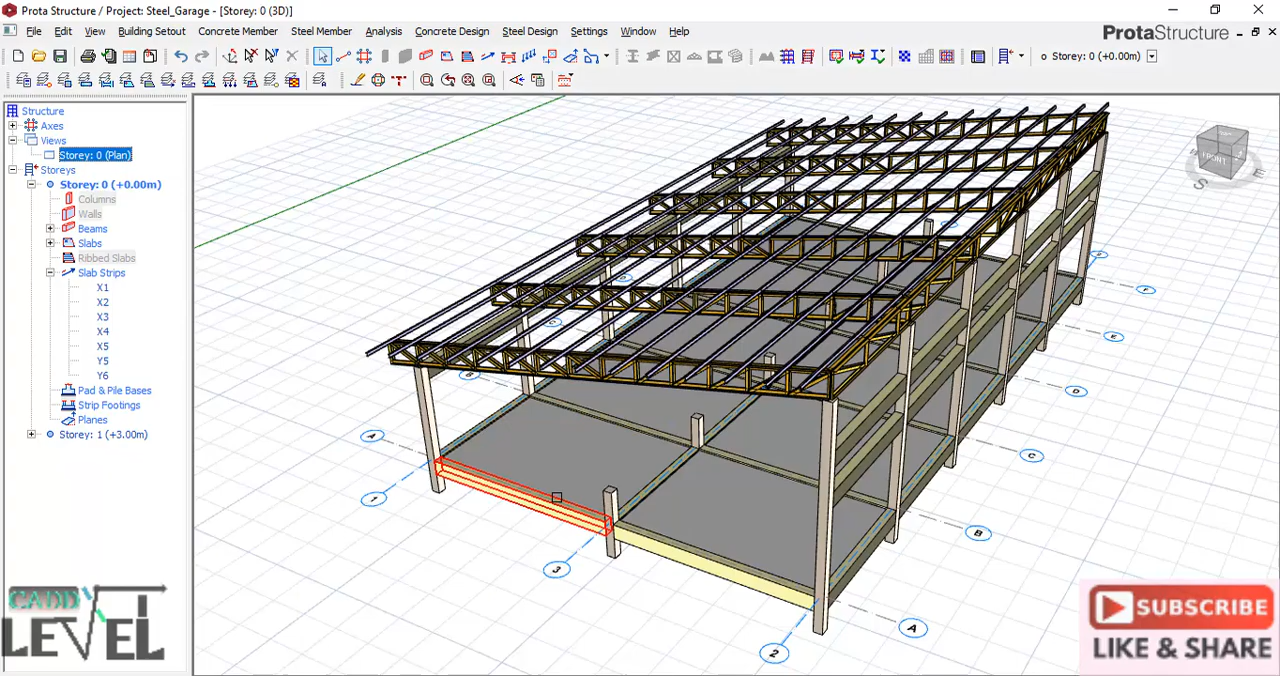 Prota Structure / Project: Steel_Garage - [Storey: 0 (3D)]
File Edit View Building Setout Concrete Member Steel Member Analysis Concrete Design Steel Design Settings Window Help
ProtaStructure
Storey: 0 (+0.00m)
Structure
Axes
Views
Storey: 0 (Plan)
Storeys
Storey: 0 (+0.00m)
Columns
Walls
Beams
Slabs
Ribbed Slabs
Slab Strips
X1
X2
X3
X4
X5
Y5
Y6
Pad & Pile Bases
Strip Footings
Planes
Storey: 1 (+3.00m)
FRONT
S
E
F
E
D
C
B
A
C
B
A
1
3
2
CADD
LEVEL
SUBSCRIBE
LIKE & SHARE